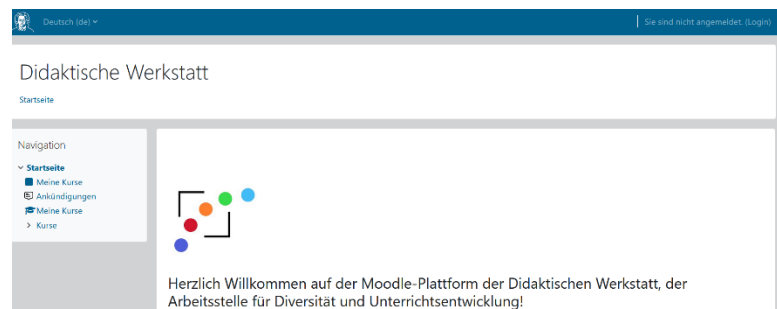 Deutsch (de)
Sie sind nicht angemeldet. (Login)
Didaktische Werkstatt
Startseite
Navigation
Startseite
Meine Kurse
Ankündigungen
Meine Kurse
Kurse
Herzlich Willkommen auf der Moodle-Plattform der Didaktischen Werkstatt, der
Arbeitsstelle für Diversität und Unterrichtsentwicklung!